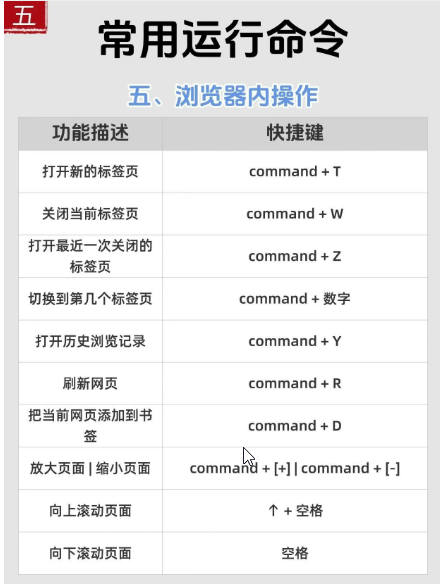 五
常用运行命令
五、浏览器内操作
功能描述 快捷键
打开新的标签页 command + T
关闭当前标签页 command + W
打开最近一次关闭的
标签页 command + Z
切换到第几个标签页 command + 数字
打开历史浏览记录 command + Y
刷新网页 command + R
把当前网页添加到书
签 command + D
放大页面 | 缩小页面 command + [+] | command + [-]
向上滚动页面 ↑ + 空格
向下滚动页面 空格